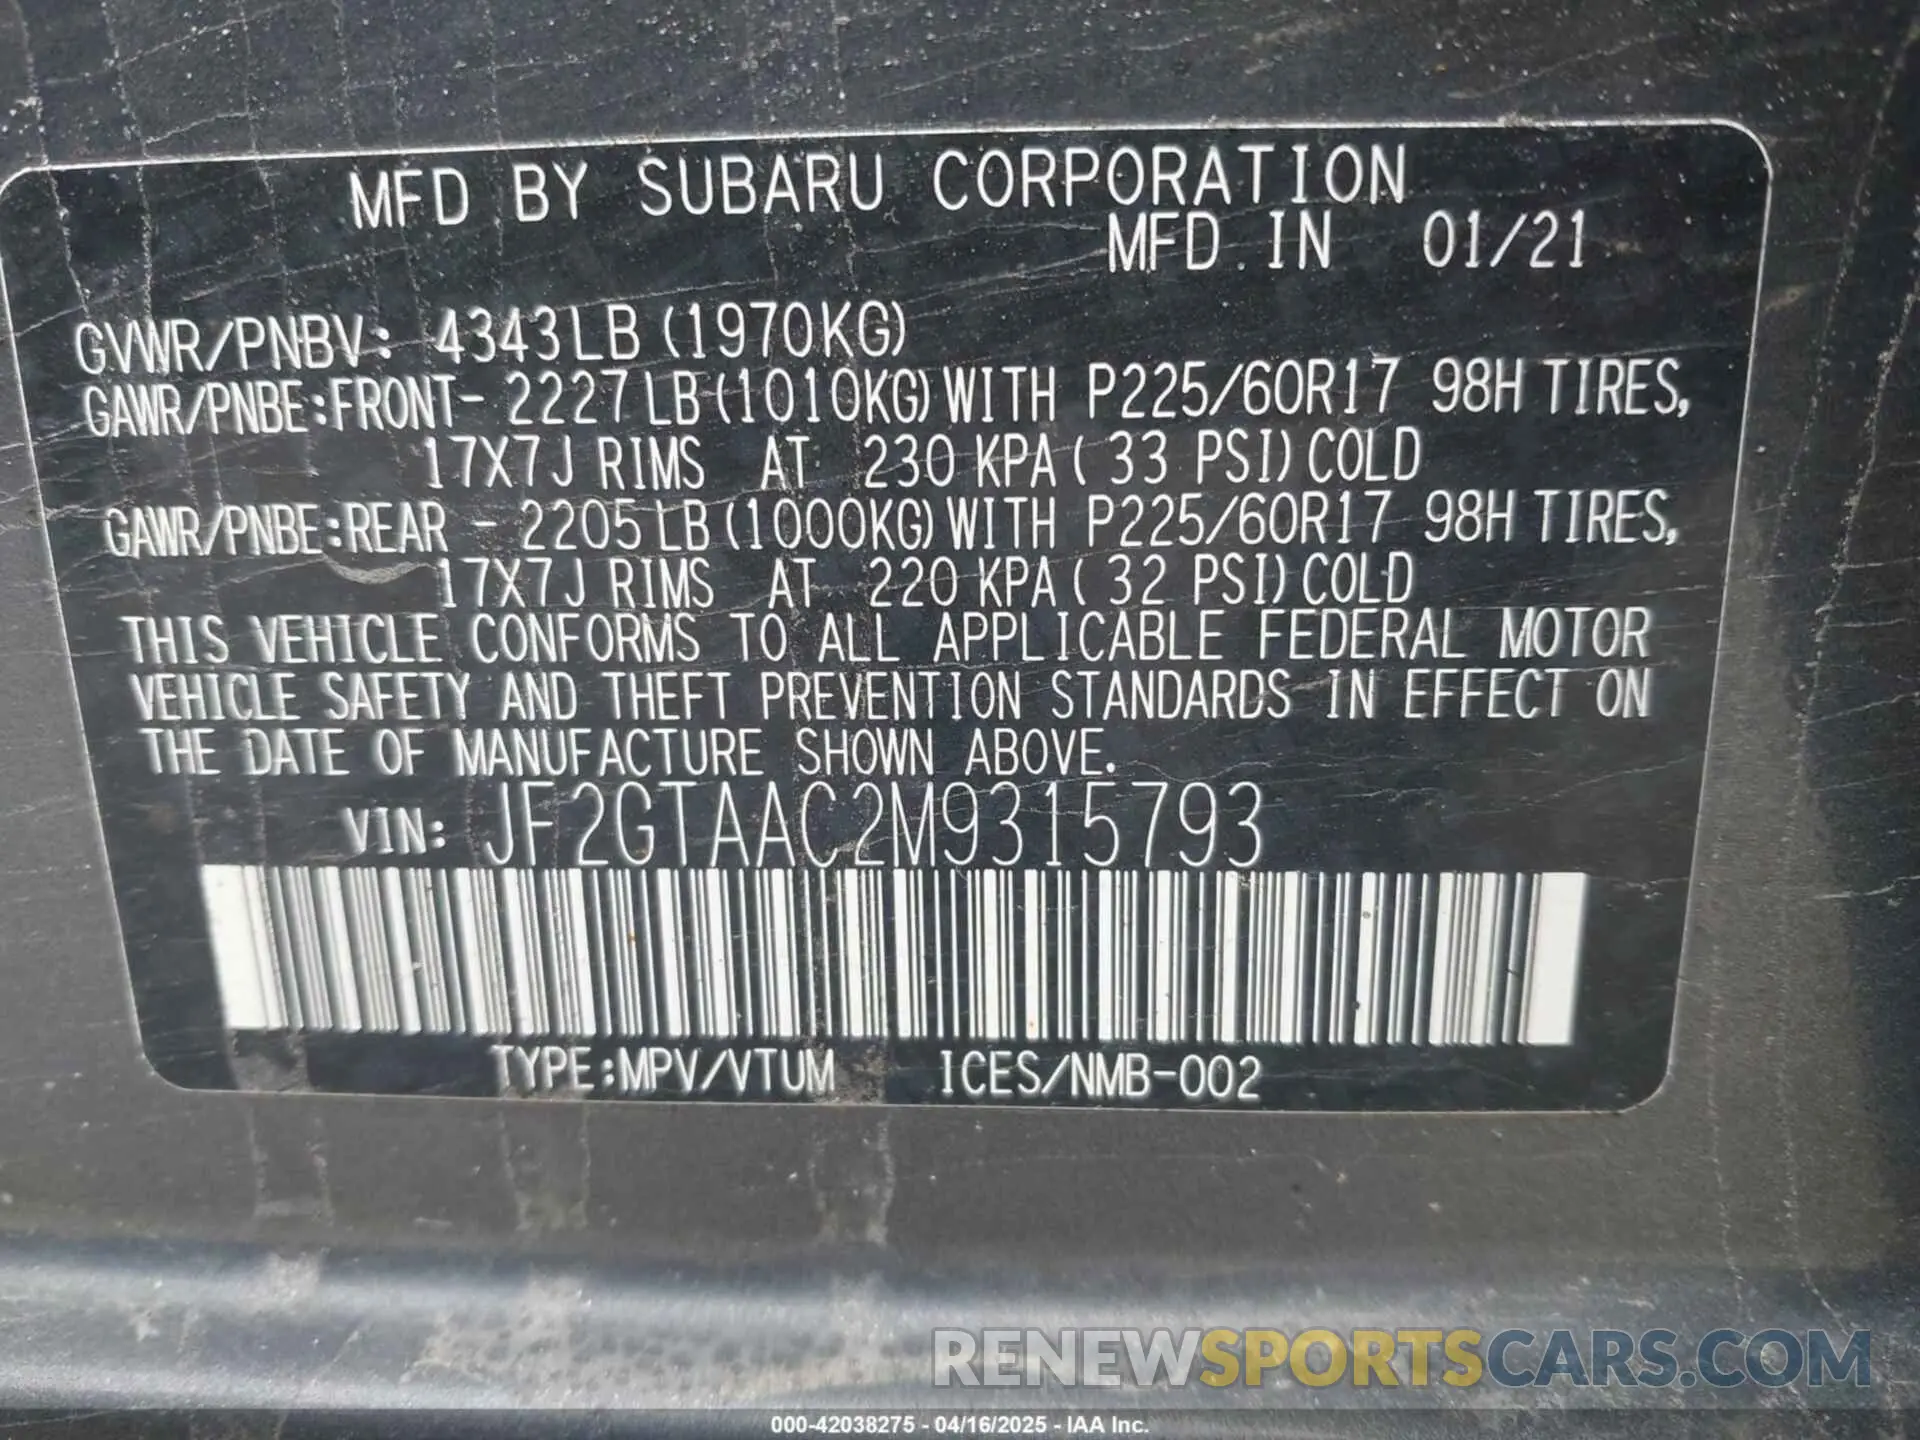 MFD BY SUBARU CORPORATION
MFD IN 01/21
GVWR/PNBV: 4343LB (1970KG)
GAWR/PNBE:FRONT- 2227LB (1010KG) WITH P225/60R17 98H TIRES,
17X7J RIMS AT 230 KPA ( 33 PSI) COLD
GAWR/PNBE:REAR - 2205LB (1000KG) WITH P225/60R17 98H TIRES,
17X7J RIMS AT 220 KPA ( 32 PSI) COLD
THIS VEHICLE CONFORMS TO ALL APPLICABLE FEDERAL MOTOR
VEHICLE SAFETY AND THEFT PREVENTION STANDARDS IN EFFECT ON
THE DATE OF MANUFACTURE SHOWN ABOVE.
VIN: JF2GTAAC2M9315793
TYPE:MPV/VTUM ICES/NMB-002
RENEWSPORTSCARS.COM
000-42038275 - 04/16/2025 - IAA Inc.